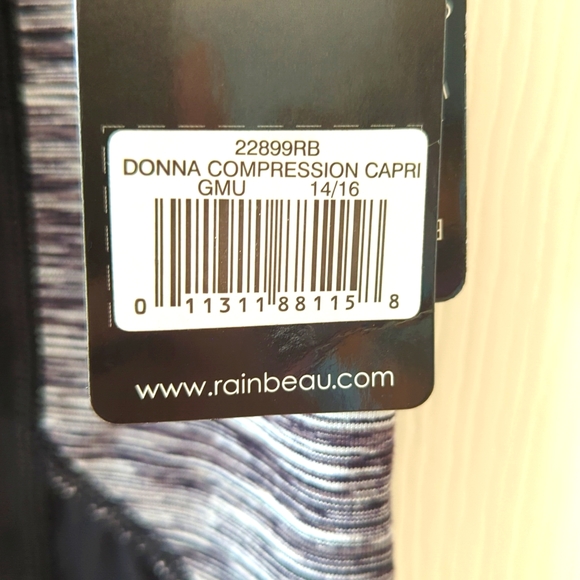 22899RB
DONNA COMPRESSION CAPRI
GMU 14/16
0 11311 88115 8
www.rainbeau.com